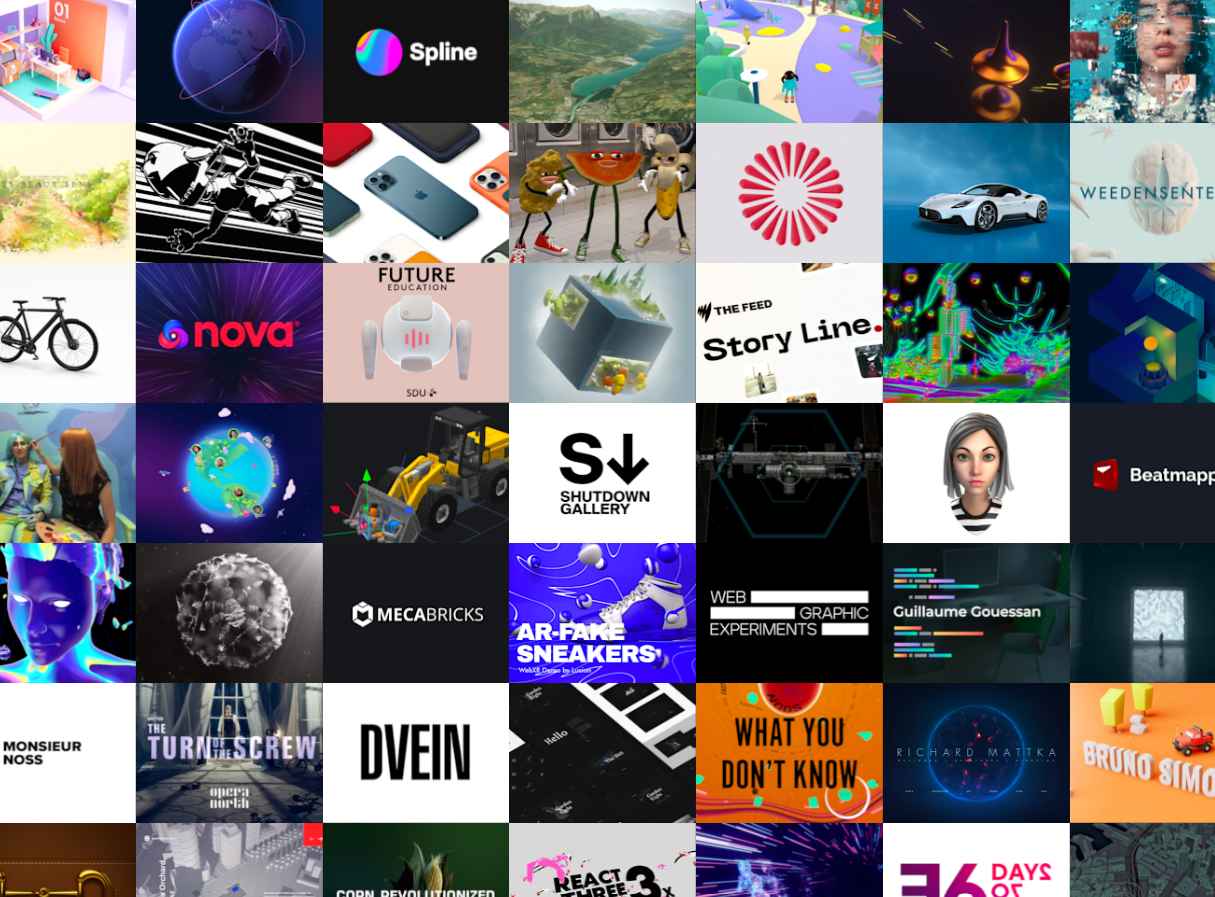 01
Spline
WEEDENSENTE
nova
FUTURE
EDUCATION
SDU
THE FEED
Story Line.
S↓
SHUTDOWN
GALLERY
Beatmapp
MECABRICKS
AR-FAKE
SNEAKERS
WebXR Demo by Lusion
WEB
GRAPHIC
EXPERIMENTS
Guillaume Gouessan
MONSIEUR
NOSS
THE
TURN OF THE SCREW
opera
north
DVEIN
Hello
WHAT YOU
DON'T KNOW
RICHARD MATTKA
BRUNO SIMO
CORN. REVOLUTIONIZED
REACT
THREE
3
36 DAYS
OF